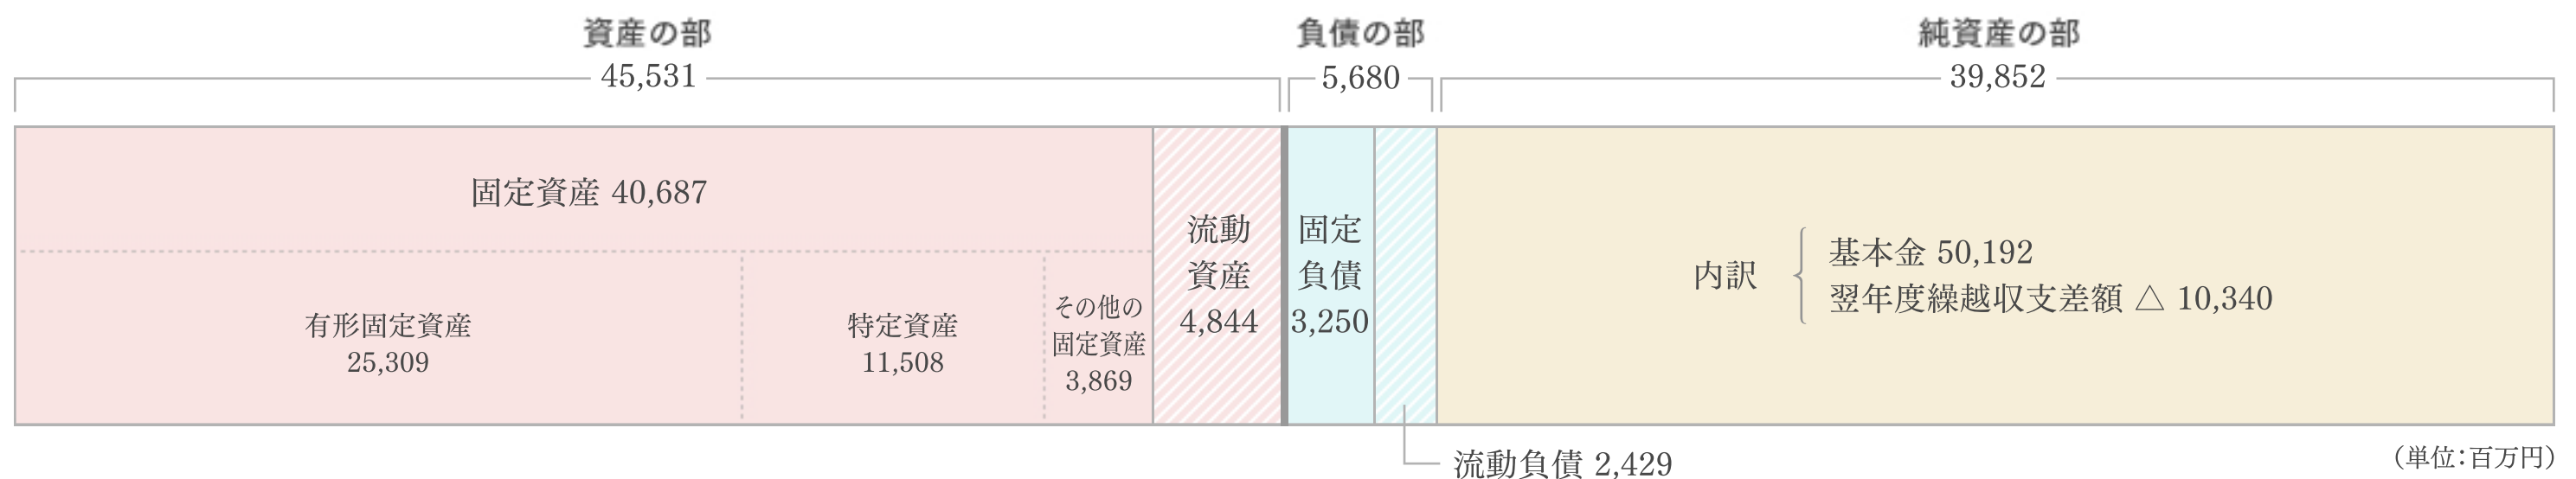 資産の部
45,531
負債の部
5,680
純資産の部
39,852
固定資産 40,687
有形固定資産
25,309
特定資産
11,508
その他の
固定資産
3,869
流動
資産
4,844
固定
負債
3,250
流動負債 2,429
内訳
基本金 50,192
翌年度繰越収支差額 △ 10,340
（単位：百万円）